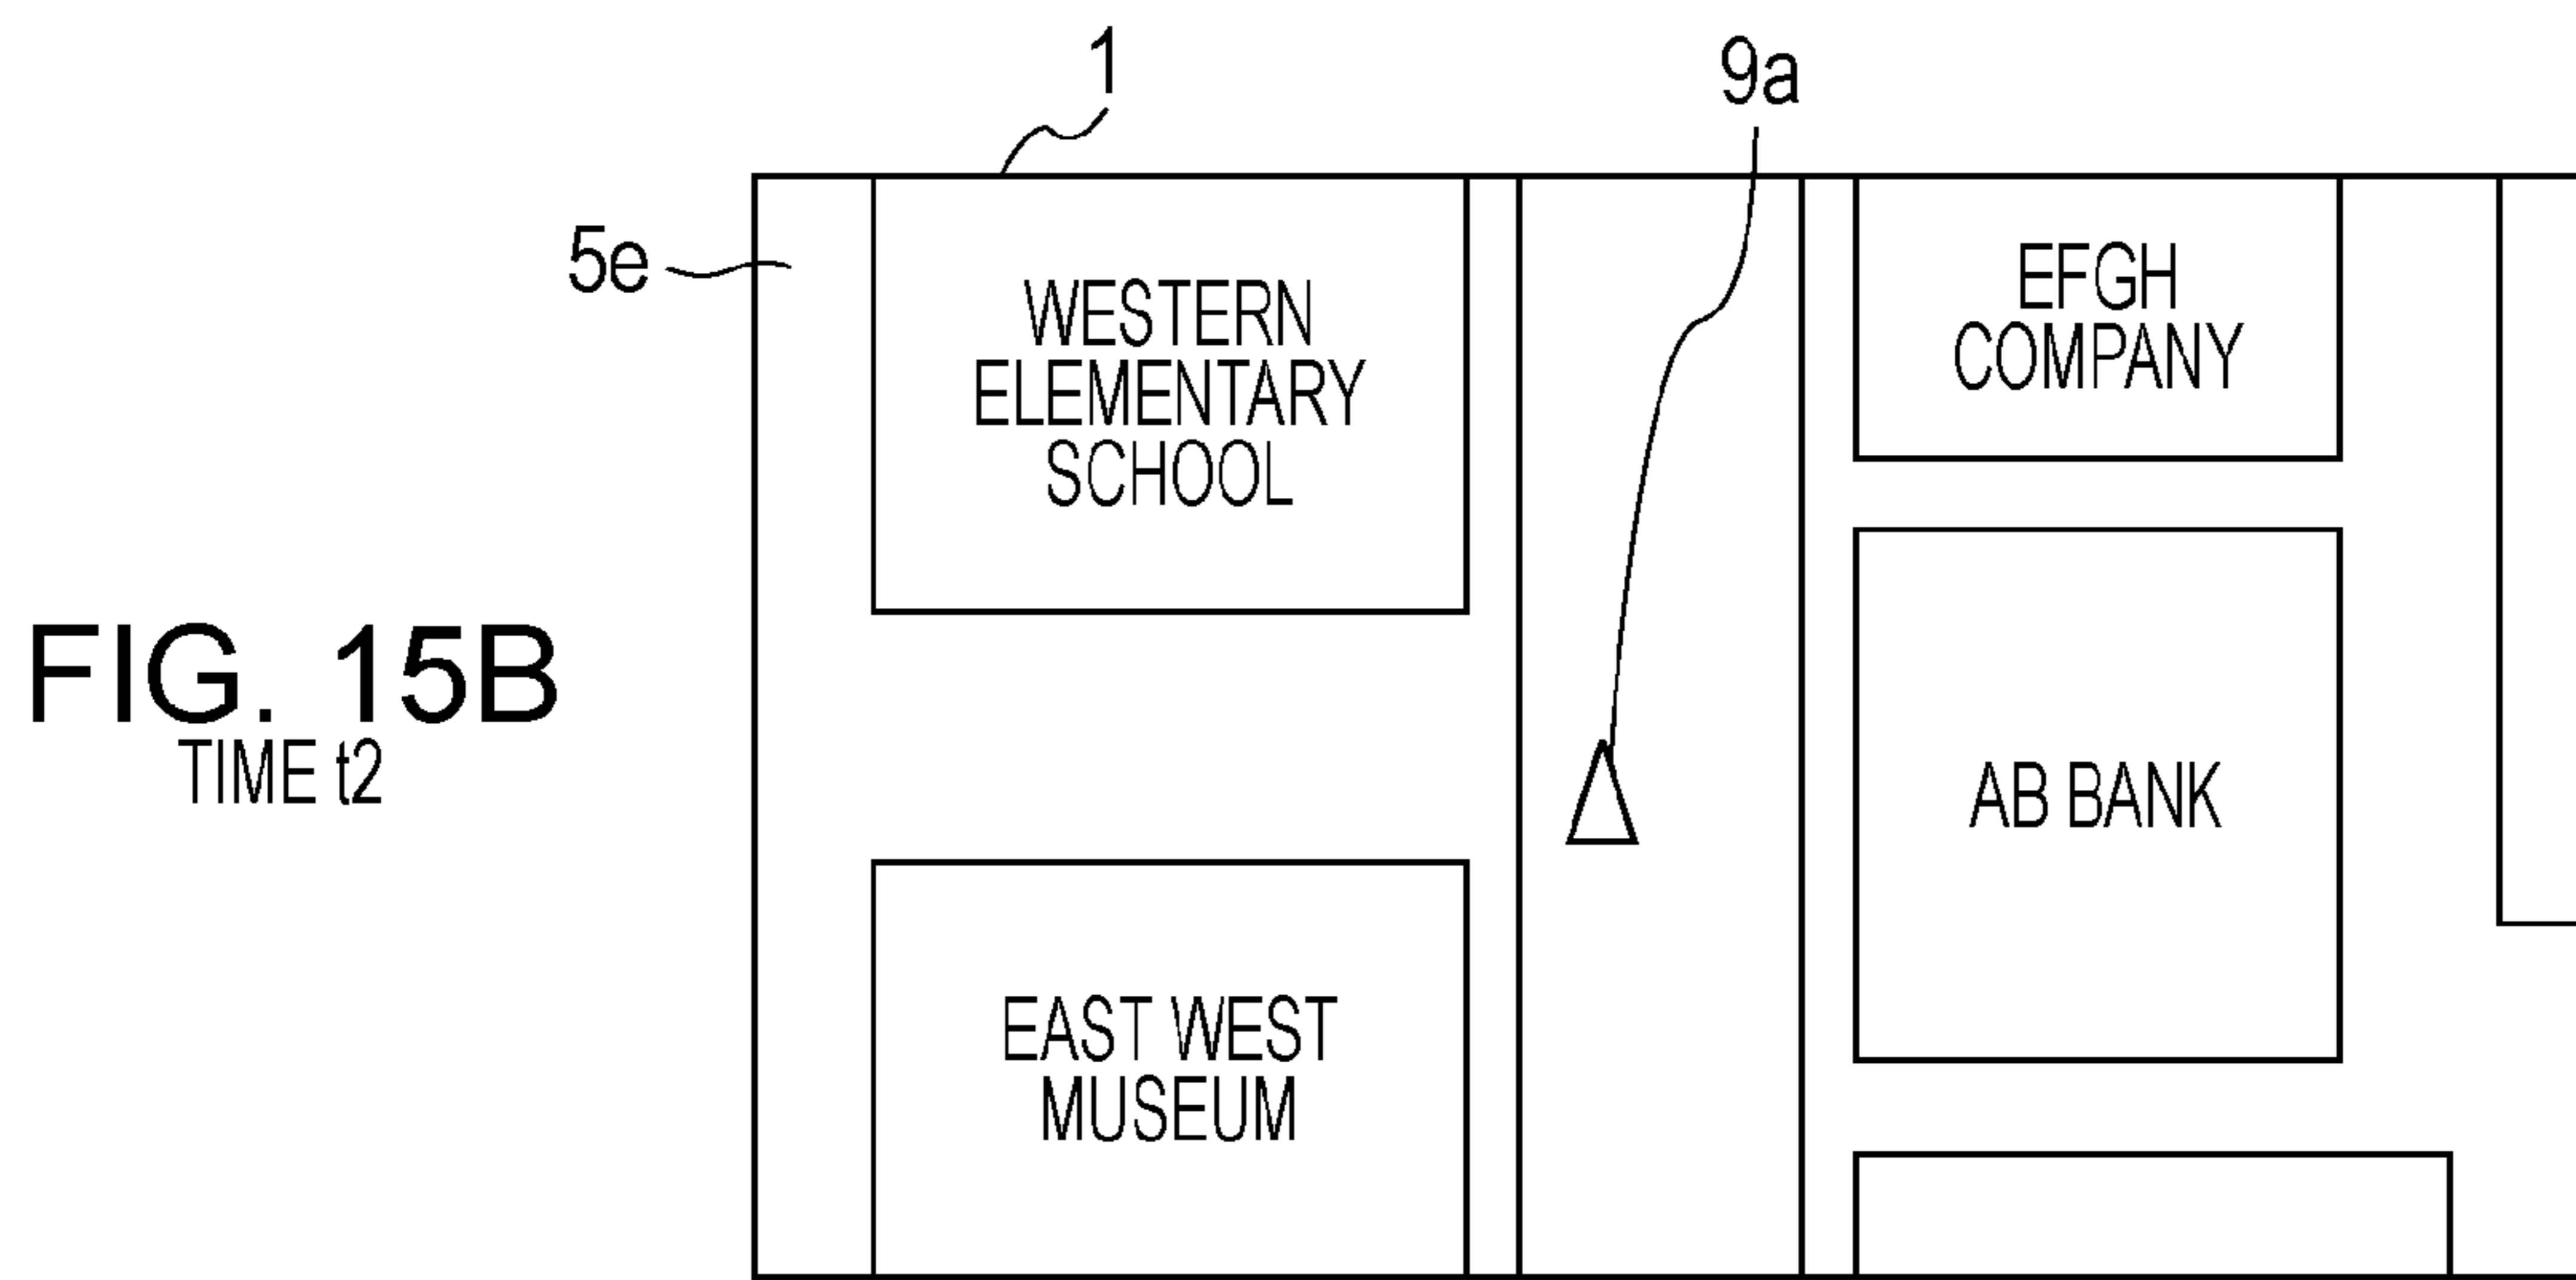 1
9a
5e
WESTERN
ELEMENTARY
SCHOOL
EFGH
COMPANY
FIG. 15B
TIME t2
AB BANK
EAST WEST
MUSEUM